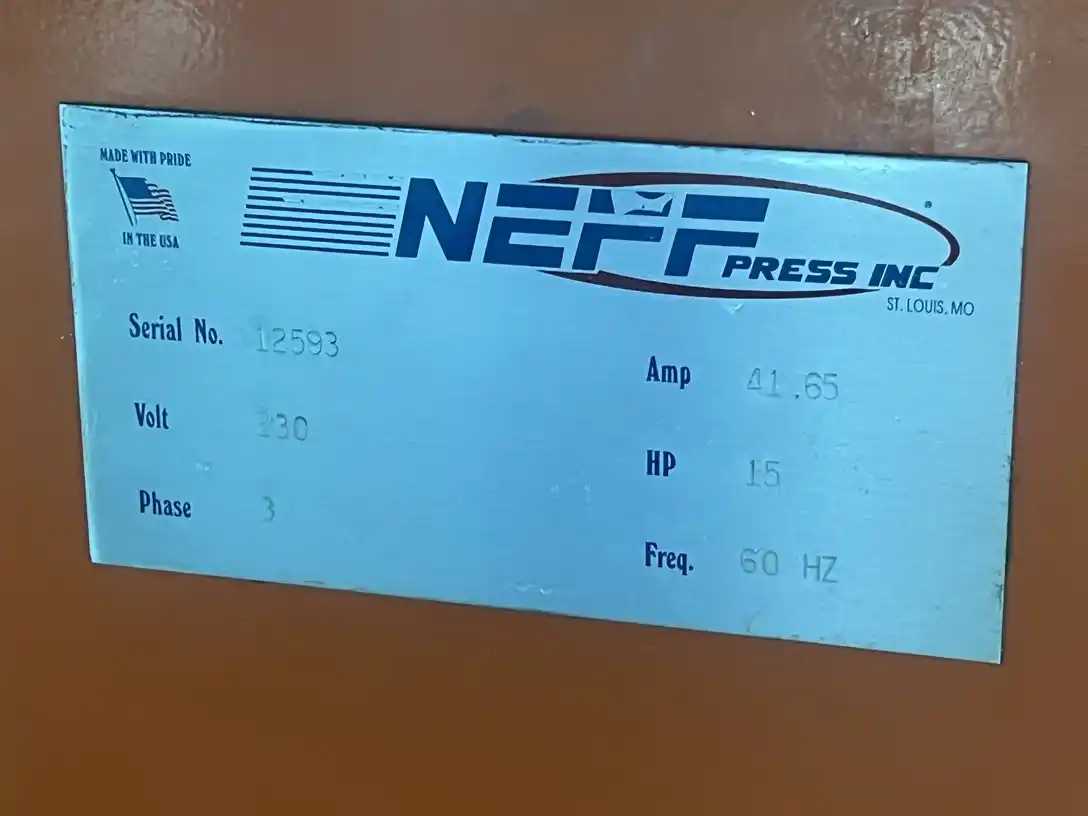 MADE WITH PRIDE
IN THE USA
NEFF PRESS INC®
ST. LOUIS, MO
Serial No. 12593
Amp 41.65
Volt 230
HP 15
Phase 3
Freq. 60 HZ